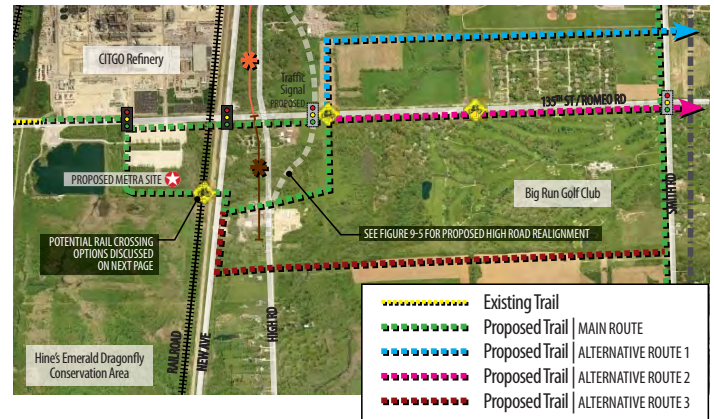 CITGO Refinery
Traffic
Signal
PROPOSED
135TH ST / ROMEO RD
PROPOSED METRA SITE
Big Run Golf Club
SMITH RD
POTENTIAL RAIL CROSSING
OPTIONS DISCUSSED
ON NEXT PAGE
SEE FIGURE 9-5 FOR PROPOSED HIGH ROAD REALIGNMENT
RAILROAD
NEW AVE
HIGH RD
Hine's Emerald Dragonfly
Conservation Area
Existing Trail
Proposed Trail | MAIN ROUTE
Proposed Trail | ALTERNATIVE ROUTE 1
Proposed Trail | ALTERNATIVE ROUTE 2
Proposed Trail | ALTERNATIVE ROUTE 3